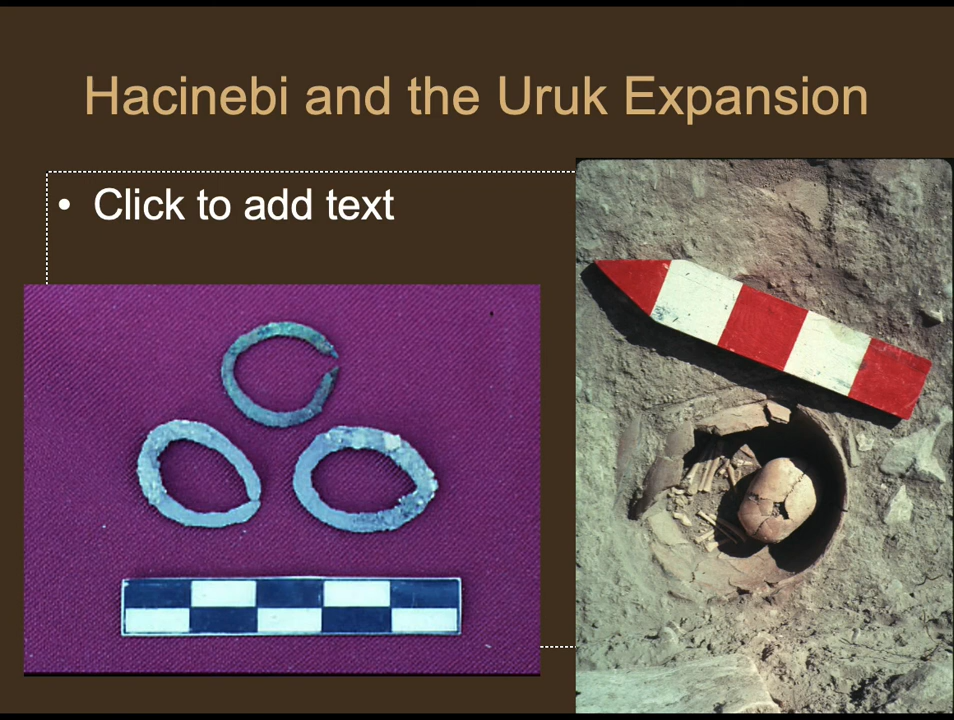 Hacinebi and the Uruk Expansion
• Click to add text